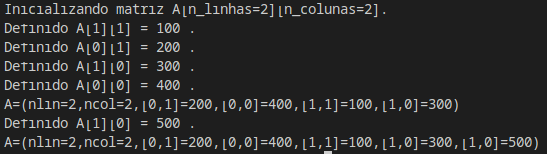 Inicializando matriz A[n_linhas=2][n_colunas=2].
Definido A[1][1] = 100 .
Definido A[0][1] = 200 .
Definido A[1][0] = 300 .
Definido A[0][0] = 400 .
A=(nlin=2,ncol=2,[0,1]=200,[0,0]=400,[1,1]=100,[1,0]=300)
Definido A[1][0] = 500 .
A=(nlin=2,ncol=2,[0,1]=200,[0,0]=400,[1,1]=100,[1,0]=300,[1,0]=500)